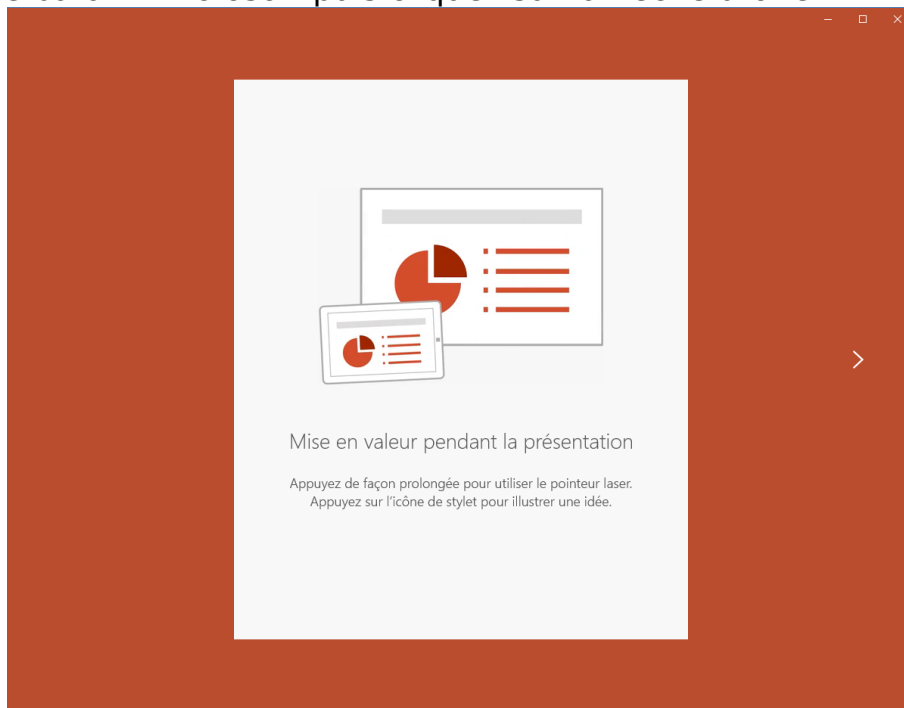 Mise en valeur pendant la présentation
Appuyez de façon prolongée pour utiliser le pointeur laser.
Appuyez sur l'icône de stylet pour illustrer une idée.